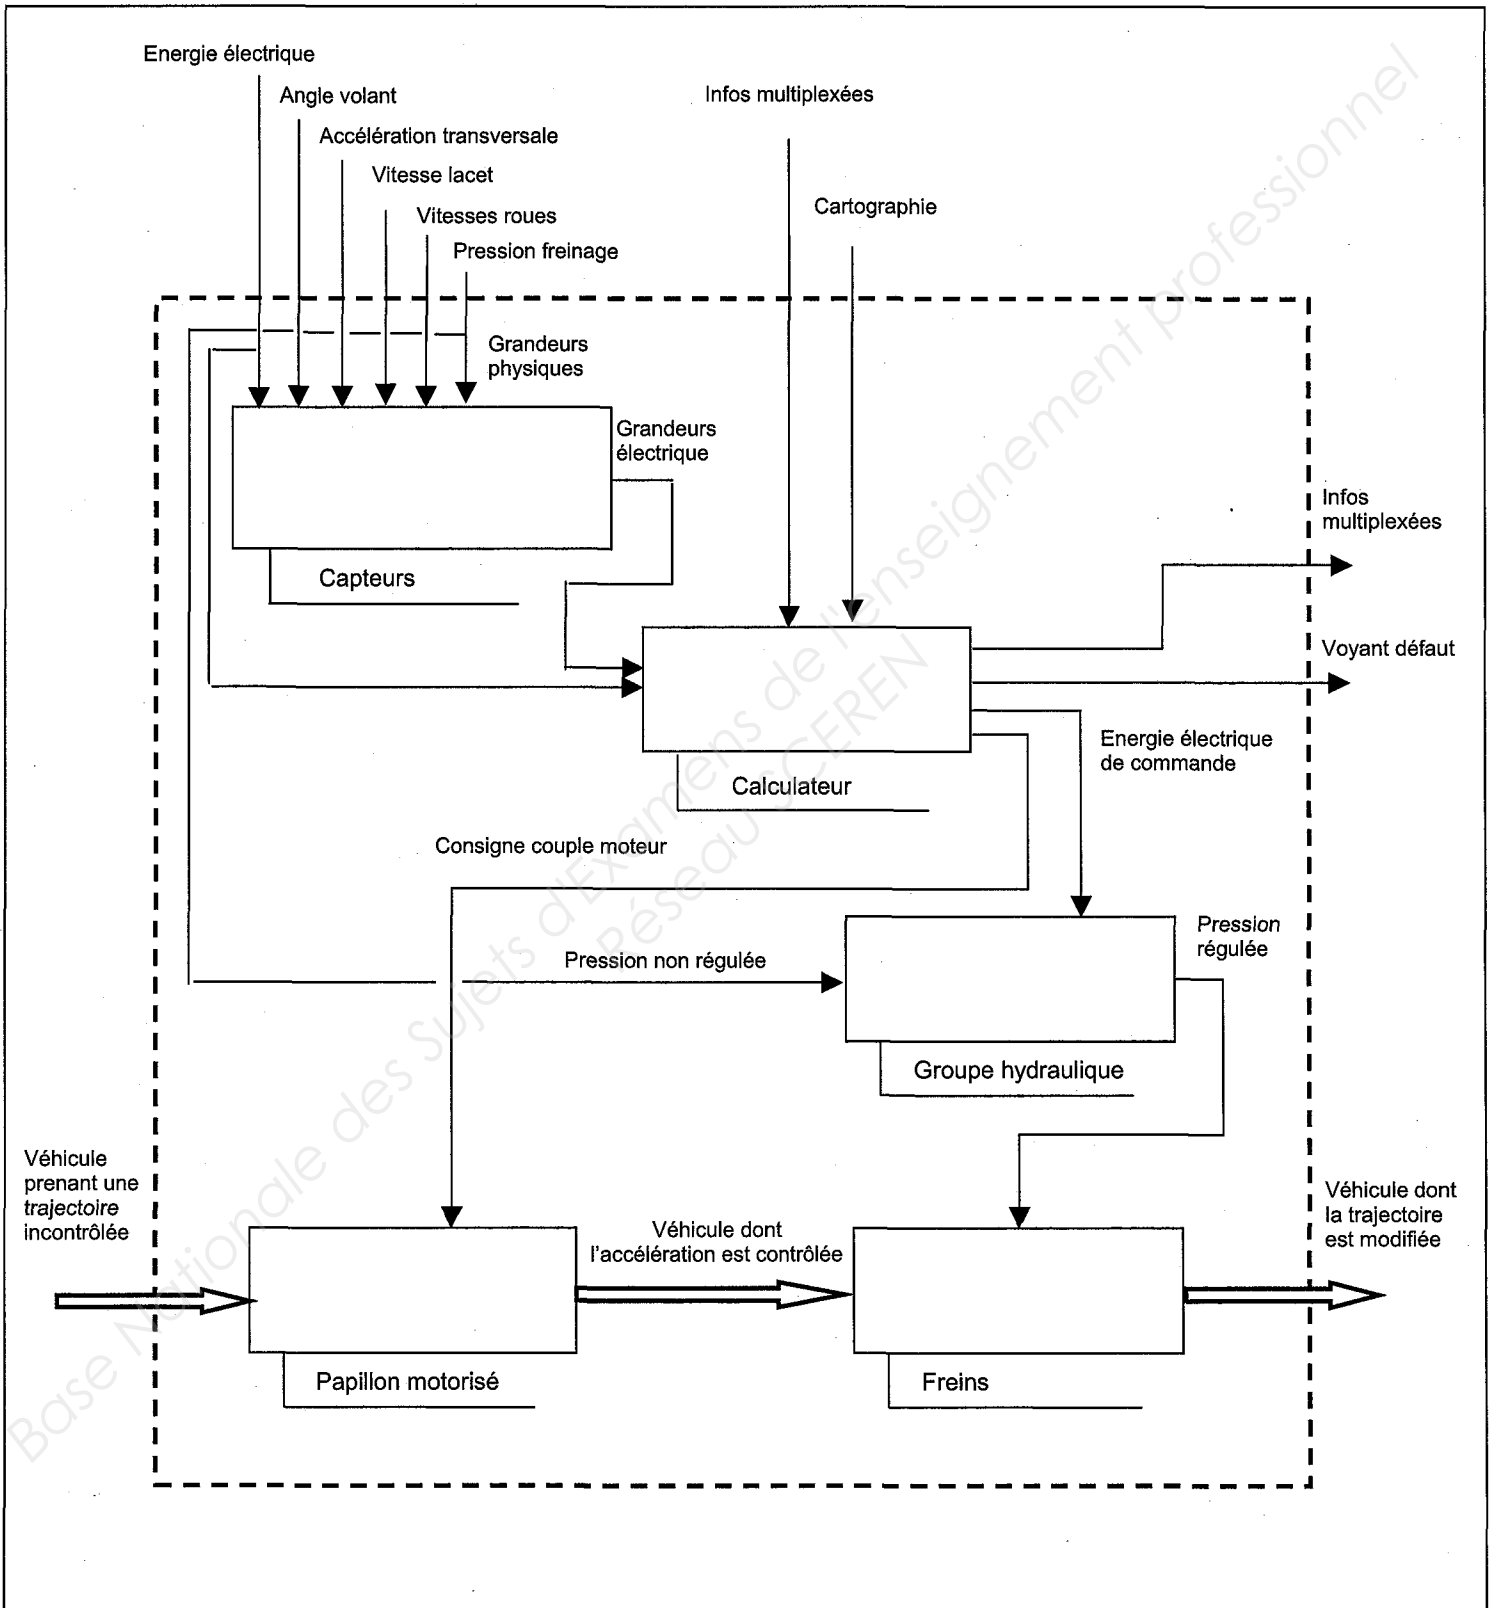 Energie électrique
Angle volant
Infos multiplexées
Accélération transversale
Vitesse lacet
Cartographie
Vitesses roues
Pression freinage
Grandeurs
physiques
Grandeurs
électrique
Infos
multiplexées
Capteurs
Voyant défaut
Energie électrique
de commande
Calculateur
Consigne couple moteur
Pression
régulée
Pression non régulée
Groupe hydraulique
Véhicule
prenant une
trajectoire
incontrôlée
Véhicule dont
l'accélération est contrôlée
Véhicule dont
la trajectoire
est modifiée
Papillon motorisé
Freins
Base Nationale des Sujets d'Examens de l'enseignement professionnel
Réseau SCEREN